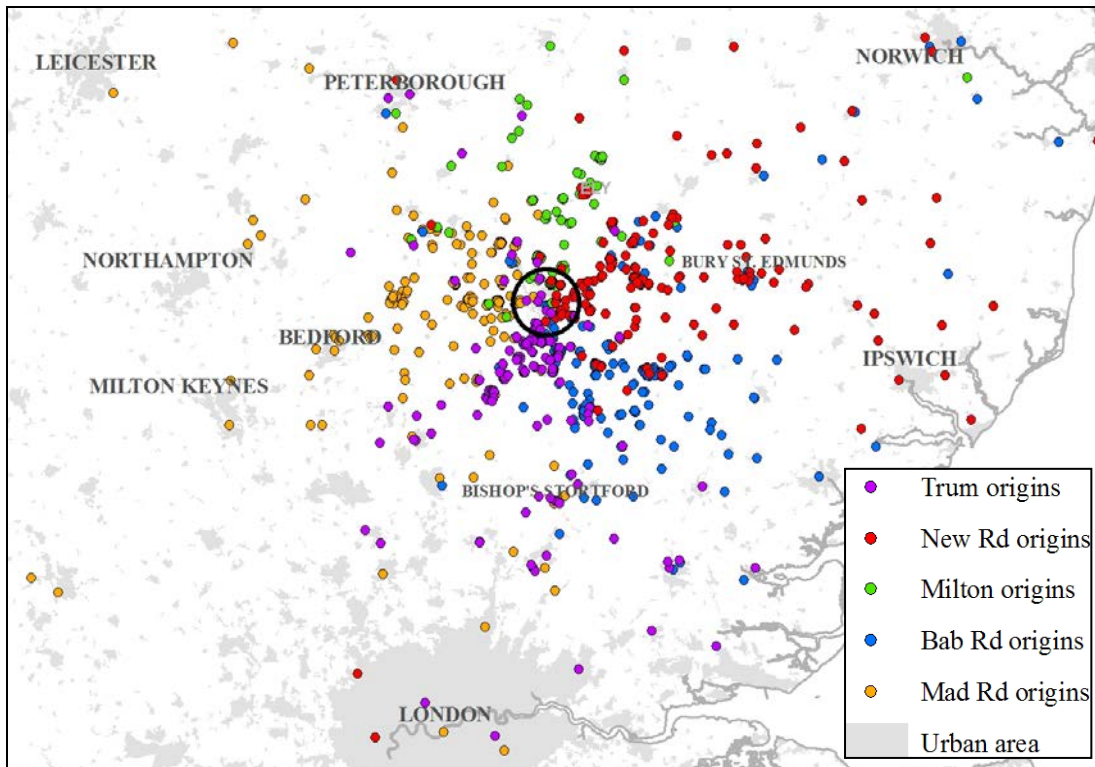 LEICESTER
NORWICH
PETERBOROUGH
ELY
NORTHAMPTON
BURY ST. EDMUNDS
BEDFORD
IPSWICH
MILTON KEYNES
BISHOP'S STORTFORD
LONDON
Trum origins
New Rd origins
Milton origins
Bab Rd origins
Mad Rd origins
Urban area